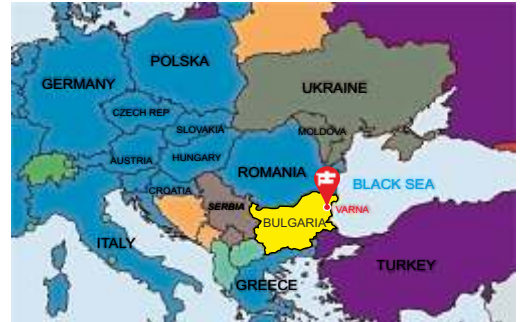 POLSKA
GERMANY
UKRAINE
CZECH REP
SLOVAKIA
MOLDOVA
AUSTRIA
HUNGARY
ROMANIA
BLACK SEA
CROATIA
SERBIA
VARNA
BULGARIA
ITALY
TURKEY
GREECE